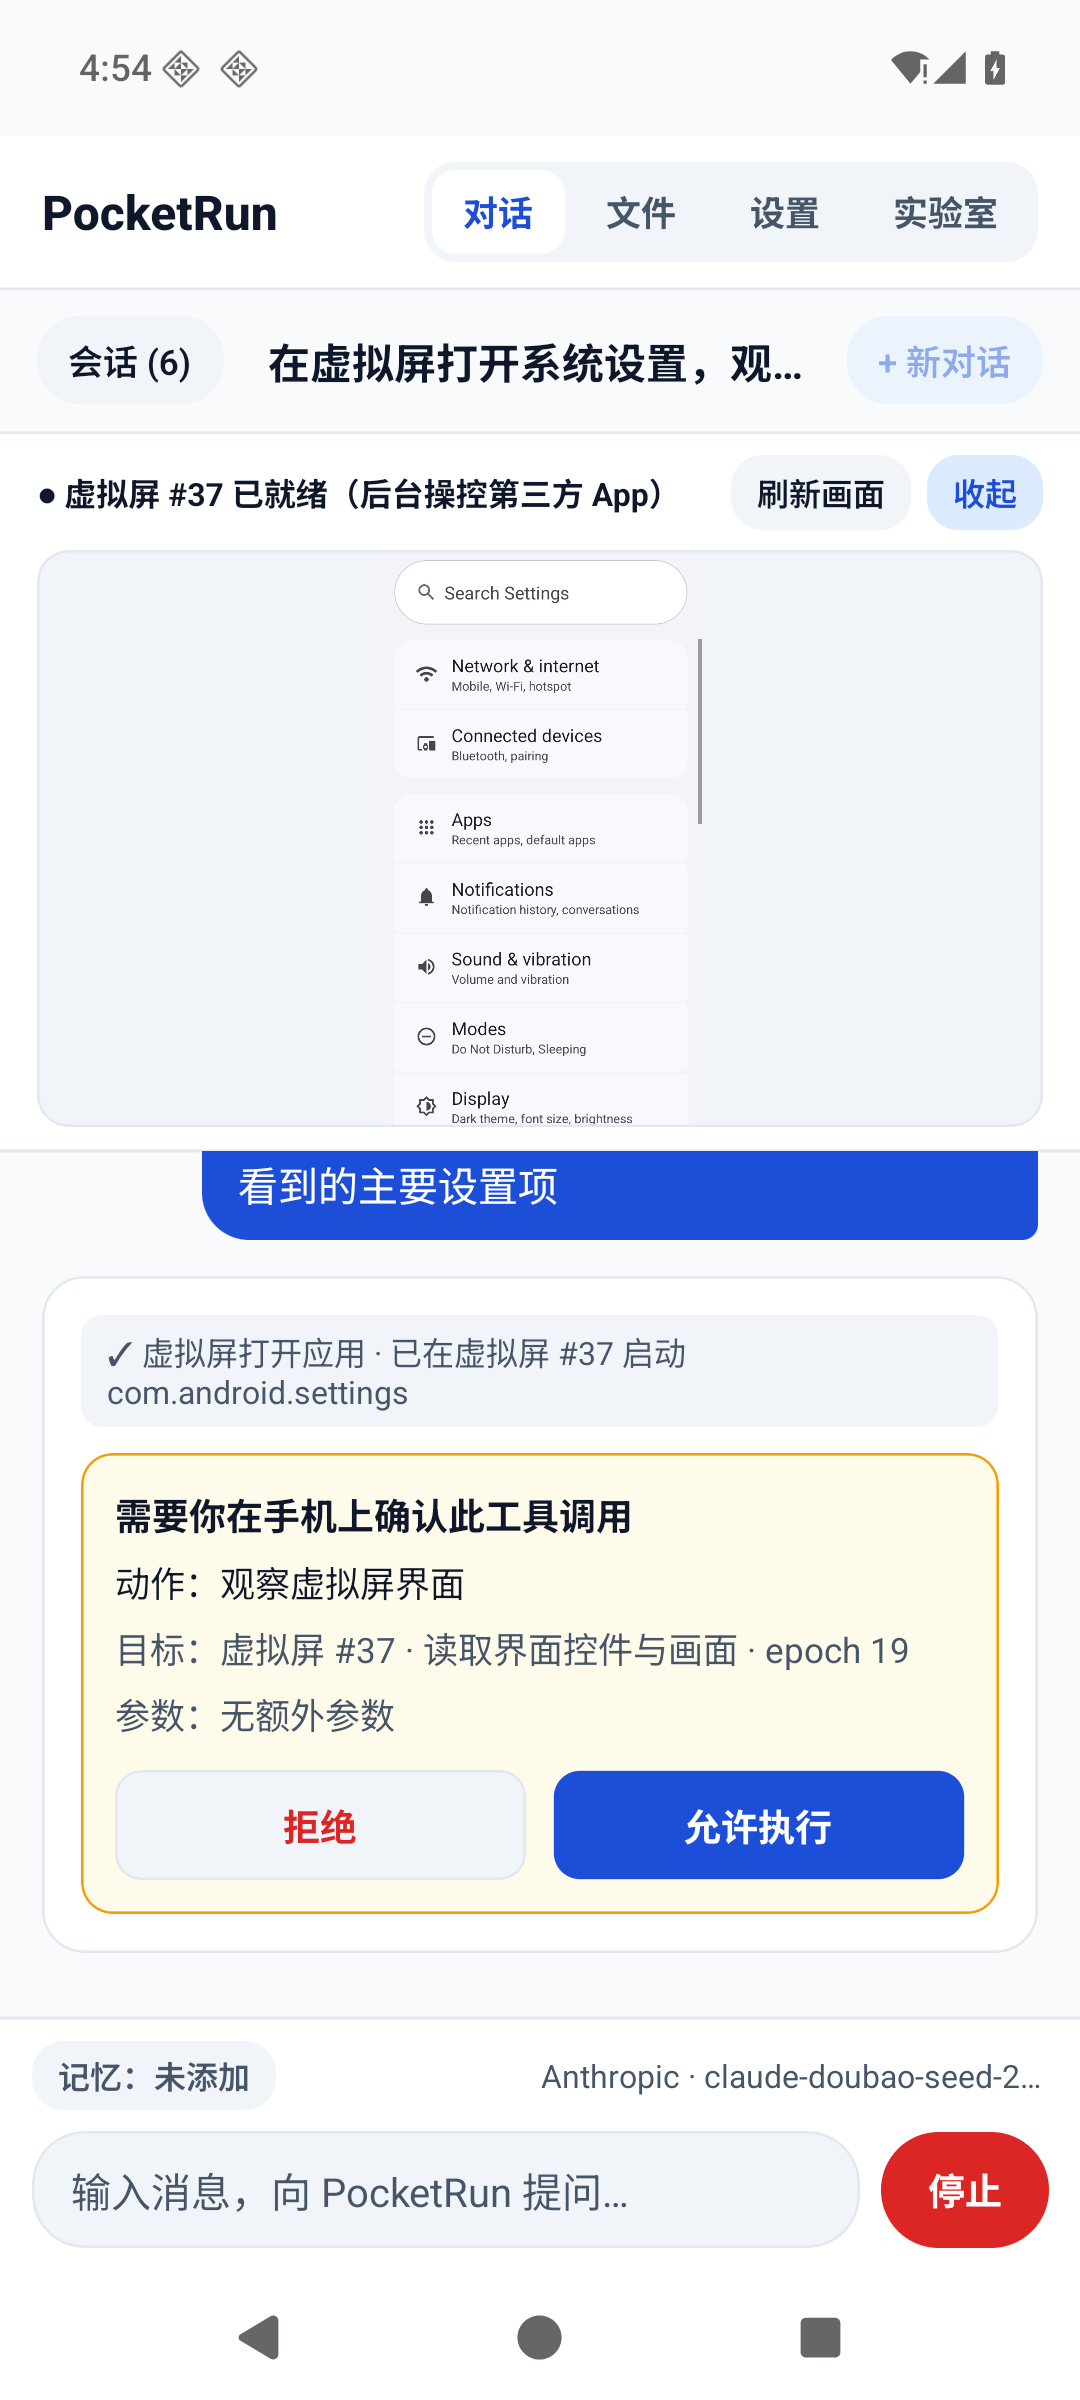 4:54
PocketRun
对话 文件 设置 实验室
会话 (6) 在虚拟屏打开系统设置，观... + 新对话
● 虚拟屏 #37 已就绪（后台操控第三方 App） 刷新画面 收起
Search Settings
Network & internet
Mobile, Wi-Fi, hotspot
Connected devices
Bluetooth, pairing
Apps
Recent apps, default apps
Notifications
Notification history, conversations
Sound & vibration
Volume and vibration
Modes
Do Not Disturb, Sleeping
Display
Dark theme, font size, brightness
看到的主要设置项
✓ 虚拟屏打开应用 · 已在虚拟屏 #37 启动
com.android.settings
需要你在手机上确认此工具调用
动作：观察虚拟屏界面
目标：虚拟屏 #37 · 读取界面控件与画面 · epoch 19
参数：无额外参数
拒绝 允许执行
记忆：未添加 Anthropic · claude-doubao-seed-2...
输入消息，向 PocketRun 提问... 停止